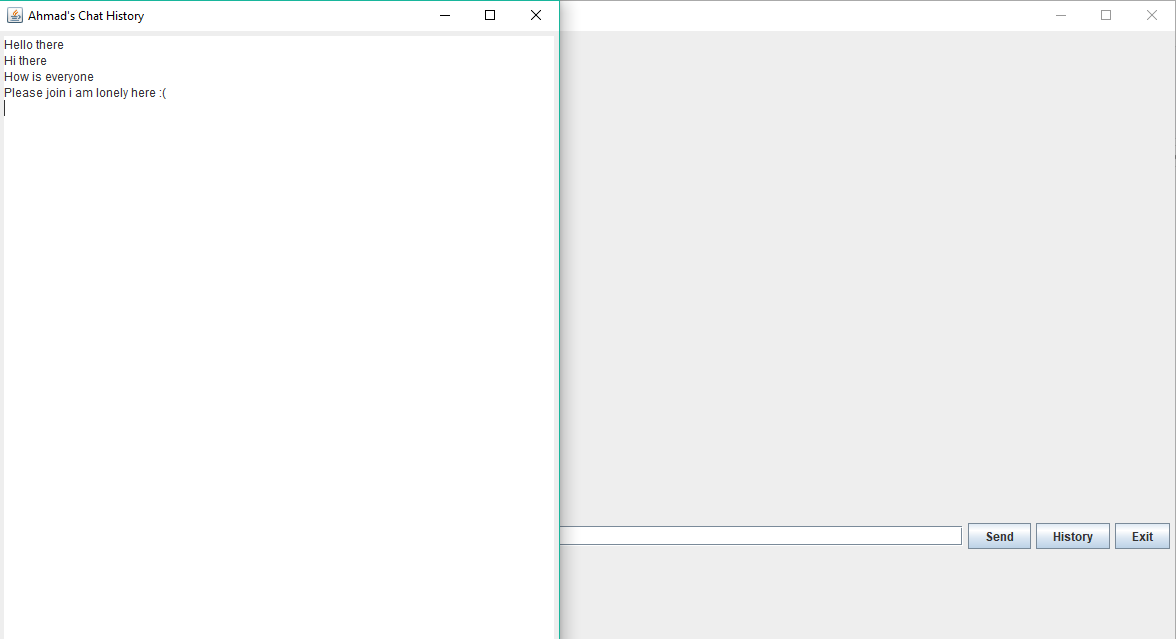 Ahmad's Chat History
Hello there
Hi there
How is everyone
Please join i am lonely here :(
Send
History
Exit